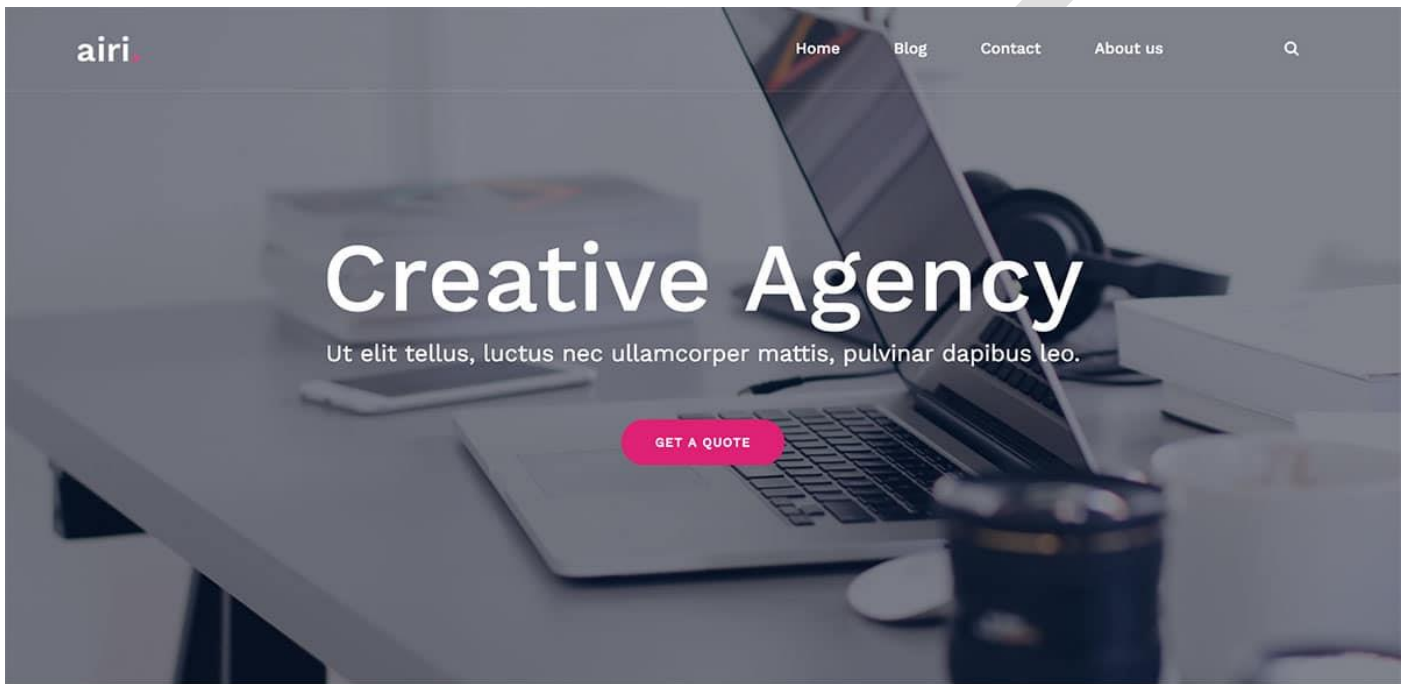 airi.
Home Blog Contact About us
Creative Agency
Ut elit tellus, luctus nec ullamcorper mattis, pulvinar dapibus leo.
GET A QUOTE